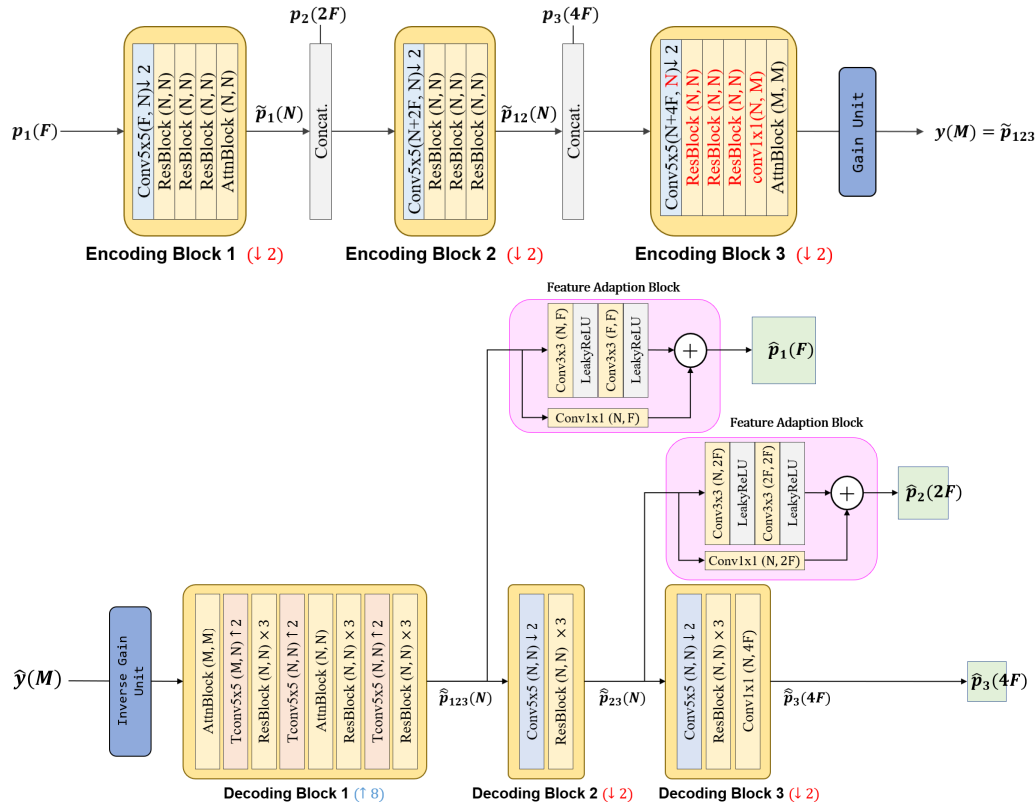 p₂(2F)
p₃(4F)
p₁(F)
Conv5x5(F, N)↓2
ResBlock (N, N)
ResBlock (N, N)
ResBlock (N, N)
AttnBlock (N, N)
p̃₁(N)
Concat.
Conv5x5(N+2F, N)↓2
ResBlock (N, N)
ResBlock (N, N)
ResBlock (N, N)
p̃₁₂(N)
Concat.
Conv5x5(N+4F, N)↓2
ResBlock (N, N)
ResBlock (N, N)
ResBlock (N, N)
conv1x1(N, M)
AttnBlock (M, M)
Gain Unit
y(M) = p̃₁₂₃
Encoding Block 1 (↓2)
Encoding Block 2 (↓2)
Encoding Block 3 (↓2)
Feature Adaption Block
Conv3x3 (N, F)
LeakyReLU
Conv3x3 (F, F)
LeakyReLU
+
Conv1x1 (N, F)
p̂₁(F)
Feature Adaption Block
Conv3x3 (N, 2F)
LeakyReLU
Conv3x3 (2F, 2F)
LeakyReLU
+
Conv1x1 (N, 2F)
p̂₂(2F)
ŷ(M)
Inverse Gain
Unit
AttnBlock (M, M)
Tconv5x5 (M, N) ↑2
ResBlock (N, N) × 3
Tconv5x5 (N, N) ↑2
AttnBlock (N, N)
ResBlock (N, N) × 3
Tconv5x5 (N, N) ↑2
ResBlock (N, N) × 3
p̃̂₁₂₃(N)
Conv5x5 (N, N) ↓2
ResBlock (N, N) × 3
p̃̂₂₃(N)
Conv5x5 (N, N) ↓2
ResBlock (N, N) × 3
Conv1x1 (N, 4F)
p̃̂₃(4F)
p̂₃(4F)
Decoding Block 1 (↑8)
Decoding Block 2 (↓2)
Decoding Block 3 (↓2)